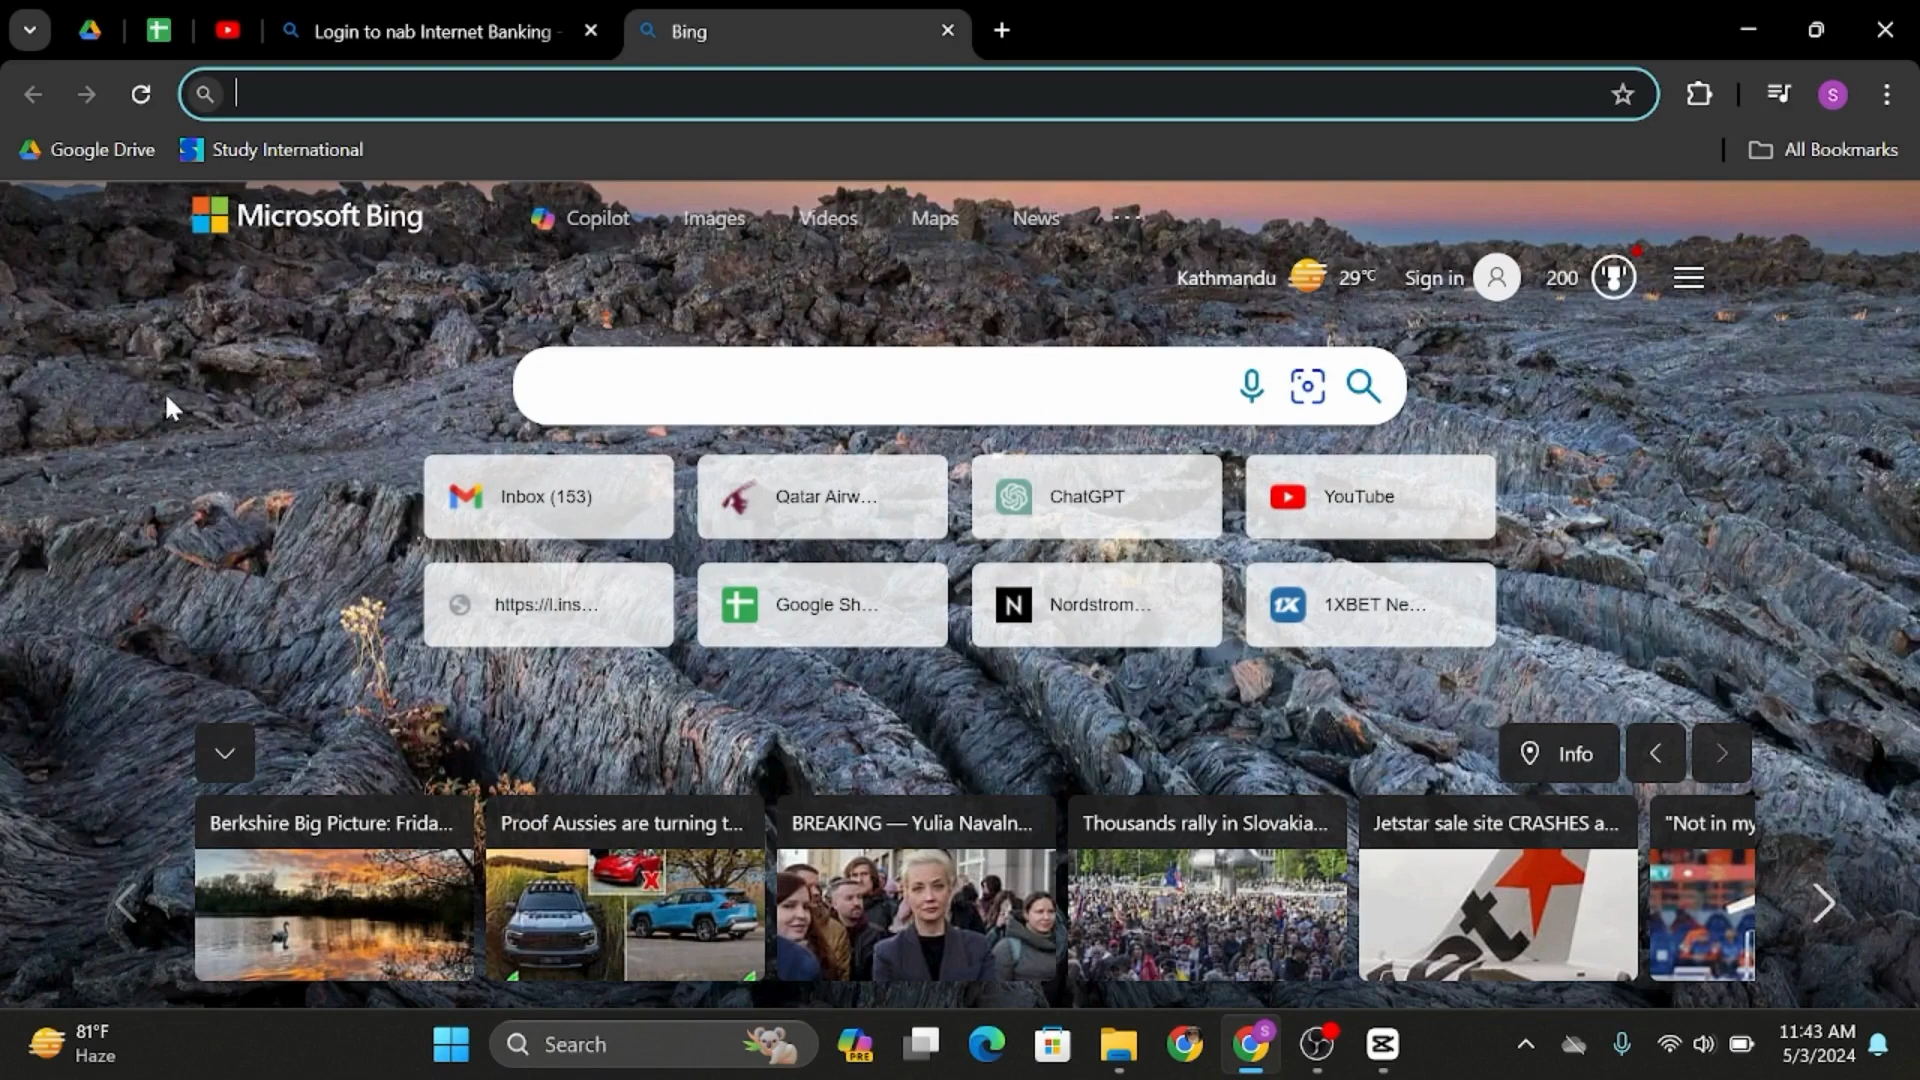 Login to nab Internet Banking -
Bing
S
Google Drive
Study International
All Bookmarks
Microsoft Bing
Copilot
Images
Videos
Maps
News
Kathmandu
29°C
Sign in
200
Inbox (153)
Qatar Airw...
ChatGPT
YouTube
https://l.ins...
Google Sh...
N
Nordstrom...
1X
1XBET Ne...
Info
Berkshire Big Picture: Frida...
Proof Aussies are turning t...
BREAKING — Yulia Navaln...
Thousands rally in Slovakia...
Jetstar sale site CRASHES a...
"Not in my
et
81°F
Haze
Search
PRE
S
11:43 AM
5/3/2024